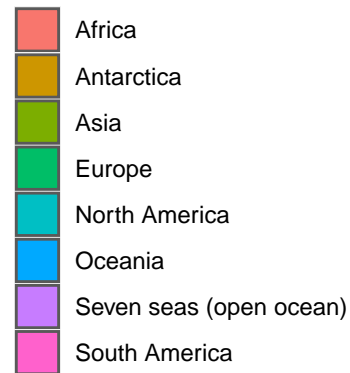 Africa
Antarctica
Asia
Europe
North America
Oceania
Seven seas (open ocean)
South America